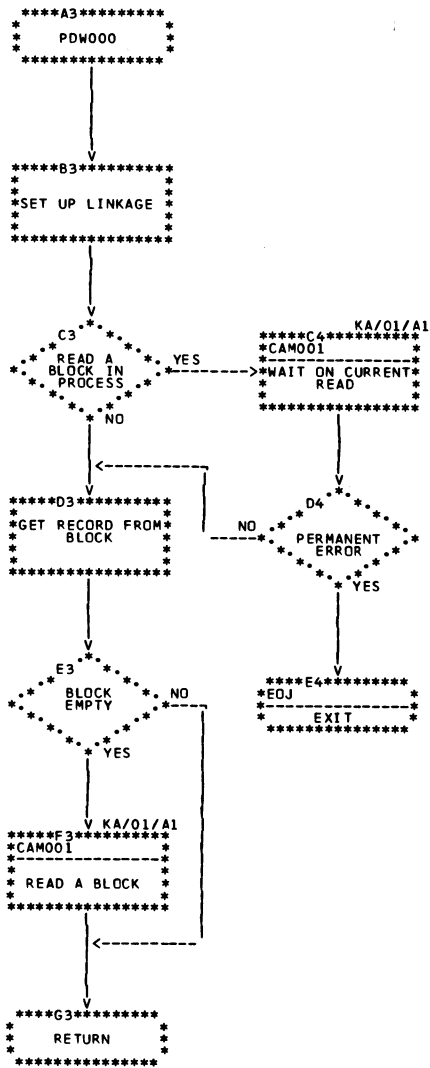 A3
PDW000
B3
SET UP LINKAGE
C3
READ A
BLOCK IN
PROCESS
YES
NO
KA/01/A1
C4
CAM001
WAIT ON CURRENT
READ
D4
PERMANENT
ERROR
NO
YES
D3
GET RECORD FROM
BLOCK
E3
BLOCK
EMPTY
NO
YES
E4
EOJ
EXIT
KA/01/A1
F3
CAM001
READ A BLOCK
G3
RETURN